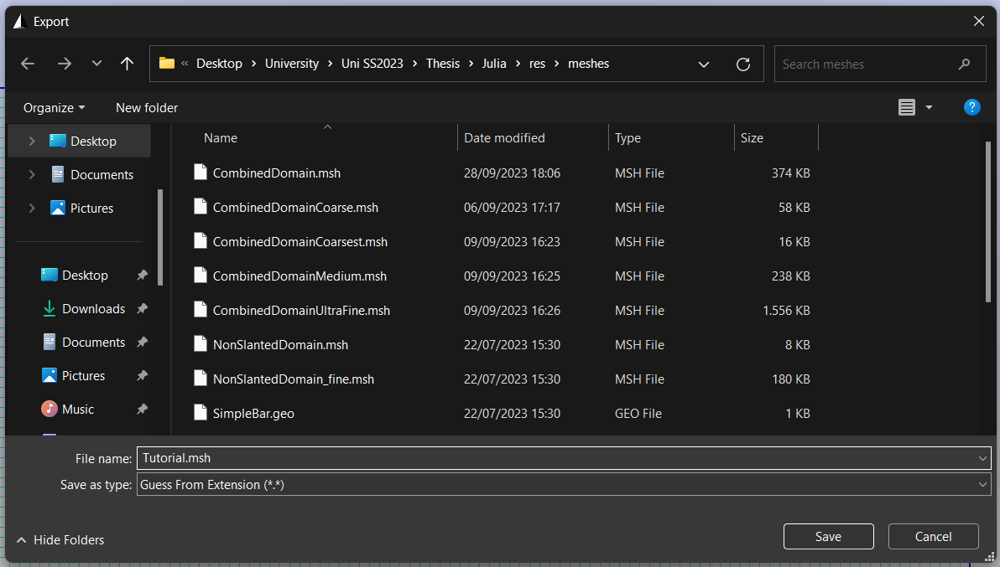 Export
« Desktop > University > Uni SS2023 > Thesis > Julia > res > meshes
Search meshes
Organize New folder
?
Desktop
Documents
Pictures
Desktop
Downloads
Documents
Pictures
Music
Name Date modified Type Size
CombinedDomain.msh 28/09/2023 18:06 MSH File 374 KB
CombinedDomainCoarse.msh 06/09/2023 17:17 MSH File 58 KB
CombinedDomainCoarsest.msh 09/09/2023 16:23 MSH File 16 KB
CombinedDomainMedium.msh 09/09/2023 16:25 MSH File 238 KB
CombinedDomainUltraFine.msh 09/09/2023 16:26 MSH File 1.556 KB
NonSlantedDomain.msh 22/07/2023 15:30 MSH File 8 KB
NonSlantedDomain_fine.msh 22/07/2023 15:30 MSH File 180 KB
SimpleBar.geo 22/07/2023 15:30 GEO File 1 KB
File name: Tutorial.msh
Save as type: Guess From Extension (*.*)
Hide Folders
Save Cancel